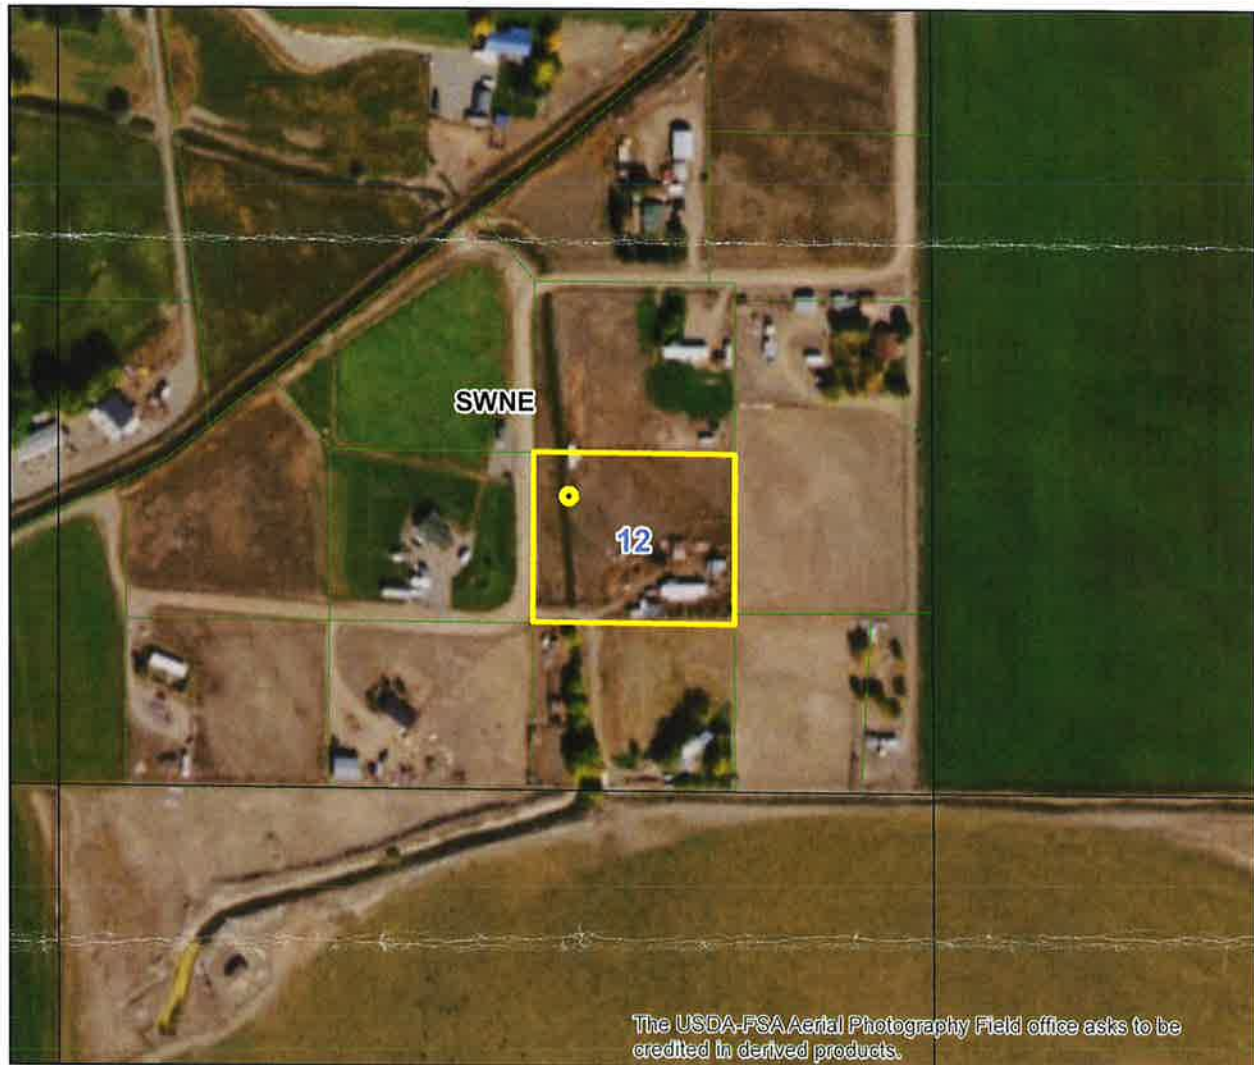 SWNE
12
The USDA-FSA Aerial Photography Field office asks to be
credited in derived products.